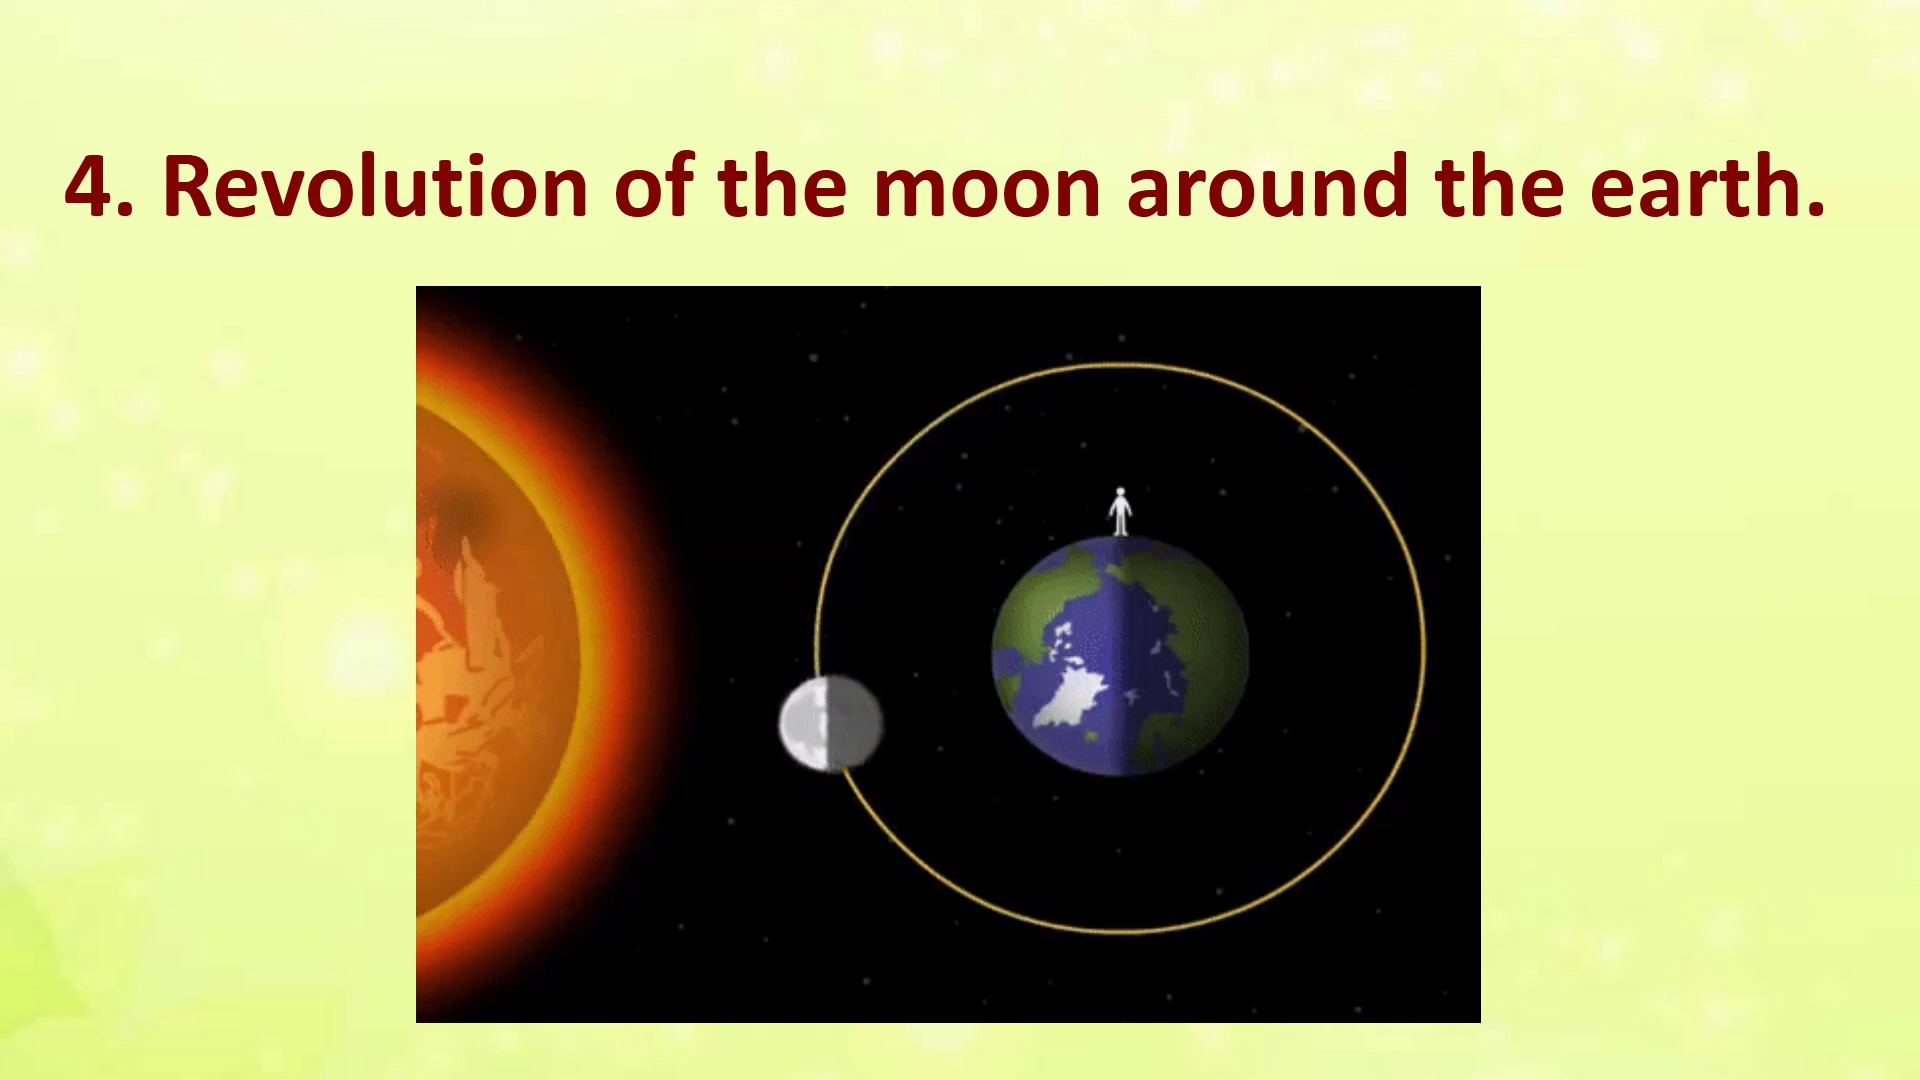 4. Revolution of the moon around the earth.